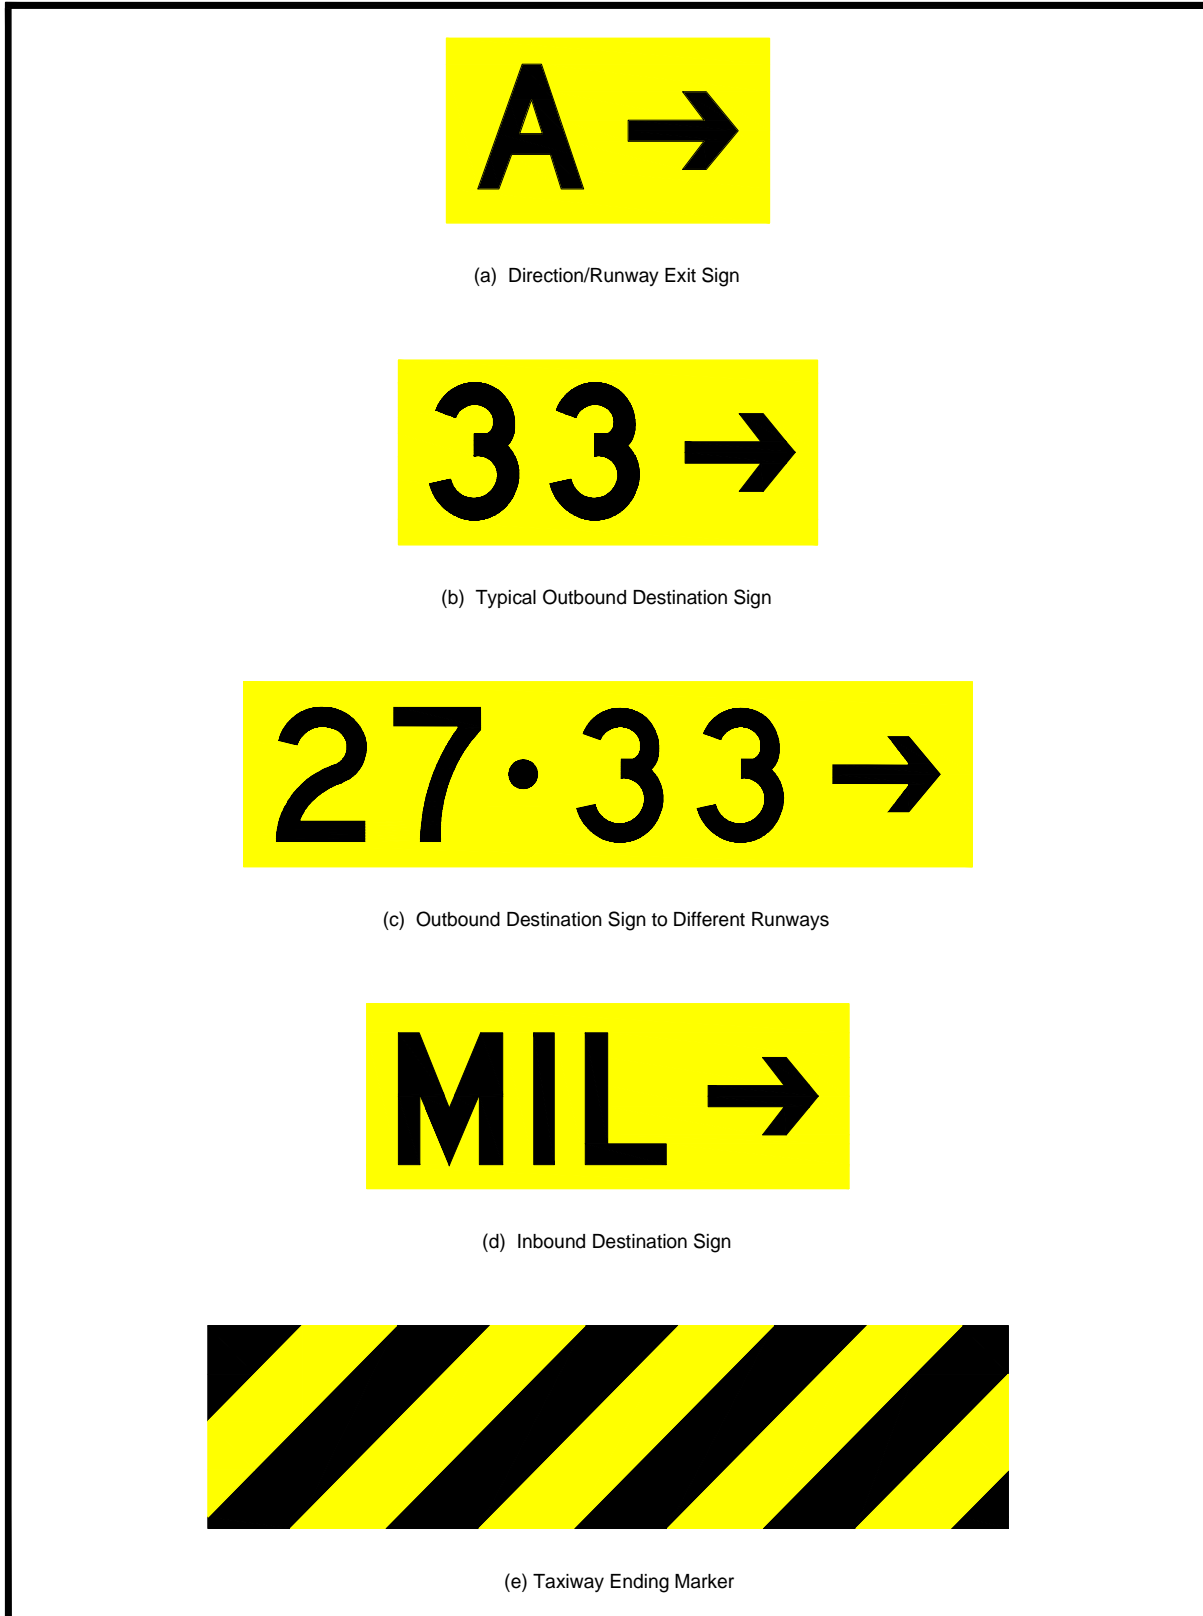 A →
(a) Direction/Runway Exit Sign
33 →
(b) Typical Outbound Destination Sign
27•33 →
(c) Outbound Destination Sign to Different Runways
MIL →
(d) Inbound Destination Sign
(e) Taxiway Ending Marker